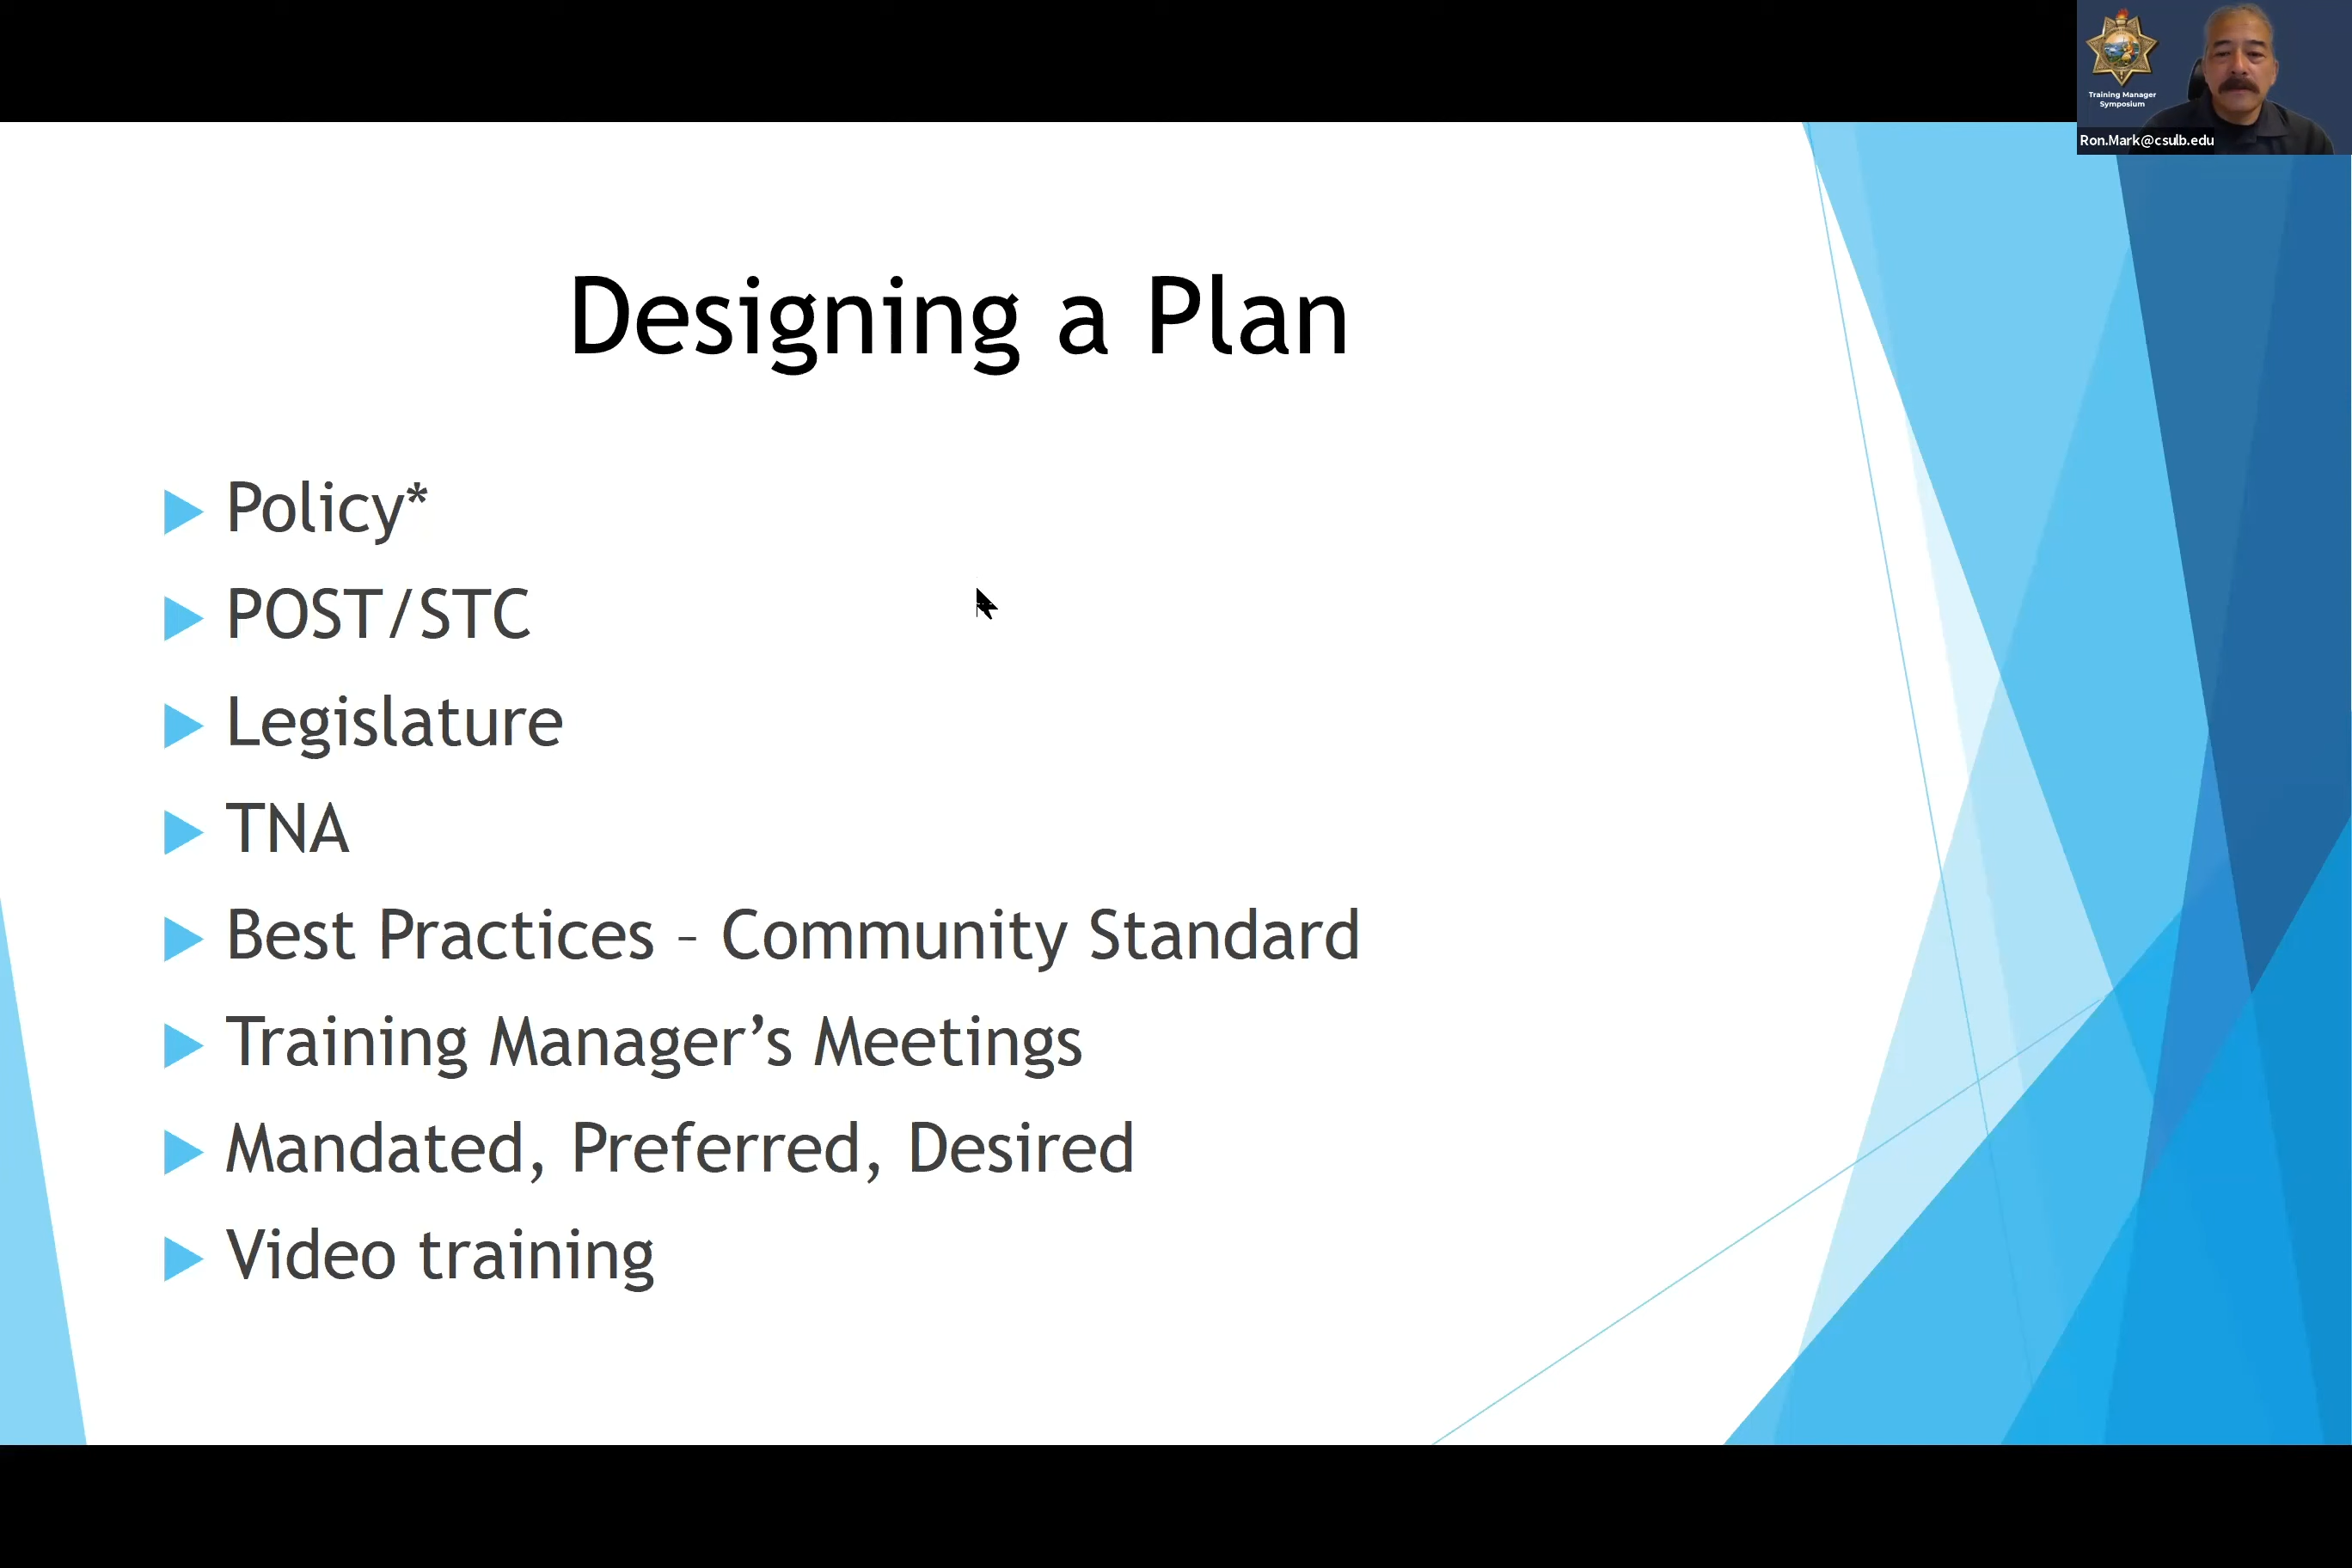 Training Manager
Symposium
Ron.Mark@csulb.edu
Designing a Plan
Policy*
POST/STC
Legislature
TNA
Best Practices – Community Standard
Training Manager’s Meetings
Mandated, Preferred, Desired
Video training